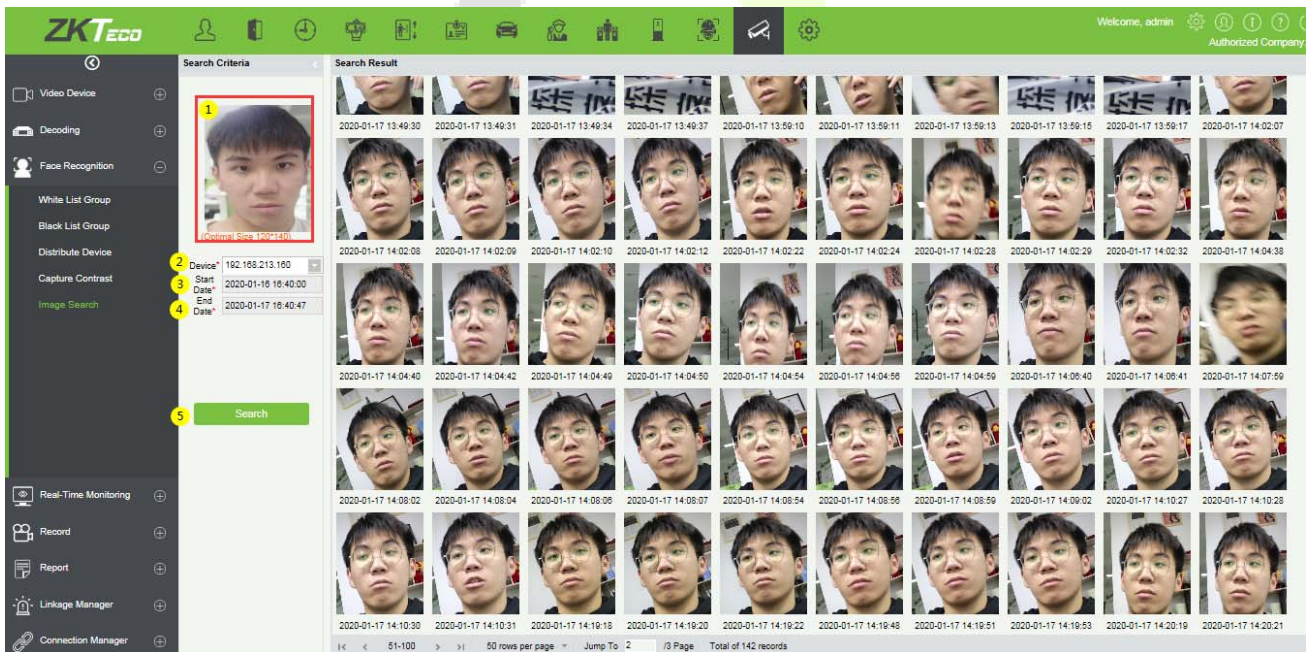 ZKTeco
Welcome, admin
Authorized Company
Video Device
Decoding
Face Recognition
White List Group
Black List Group
Distribute Device
Capture Contrast
Image Search
Real-Time Monitoring
Record
Report
Linkage Manager
Connection Manager
Search Criteria
1
(Optimal Size 120*140)
2 Device* 192.168.213.160
3 Start Date* 2020-01-16 16:40:00
4 End Date* 2020-01-17 16:40:47
5 Search
Search Result
2020-01-17 13:49:30 2020-01-17 13:49:31 2020-01-17 13:49:34 2020-01-17 13:49:37 2020-01-17 13:59:10 2020-01-17 13:59:11 2020-01-17 13:59:13 2020-01-17 13:59:15 2020-01-17 13:59:17 2020-01-17 14:02:07
2020-01-17 14:02:08 2020-01-17 14:02:09 2020-01-17 14:02:10 2020-01-17 14:02:12 2020-01-17 14:02:22 2020-01-17 14:02:24 2020-01-17 14:02:28 2020-01-17 14:02:29 2020-01-17 14:02:32 2020-01-17 14:04:38
2020-01-17 14:04:40 2020-01-17 14:04:42 2020-01-17 14:04:49 2020-01-17 14:04:50 2020-01-17 14:04:54 2020-01-17 14:04:56 2020-01-17 14:04:59 2020-01-17 14:06:40 2020-01-17 14:06:41 2020-01-17 14:07:59
2020-01-17 14:08:02 2020-01-17 14:08:04 2020-01-17 14:08:06 2020-01-17 14:08:07 2020-01-17 14:08:54 2020-01-17 14:08:56 2020-01-17 14:08:59 2020-01-17 14:09:02 2020-01-17 14:10:27 2020-01-17 14:10:28
2020-01-17 14:10:30 2020-01-17 14:10:31 2020-01-17 14:19:18 2020-01-17 14:19:20 2020-01-17 14:19:22 2020-01-17 14:19:48 2020-01-17 14:19:51 2020-01-17 14:19:53 2020-01-17 14:20:19 2020-01-17 14:20:21
51-100 50 rows per page Jump To 2 /3 Page Total of 142 records